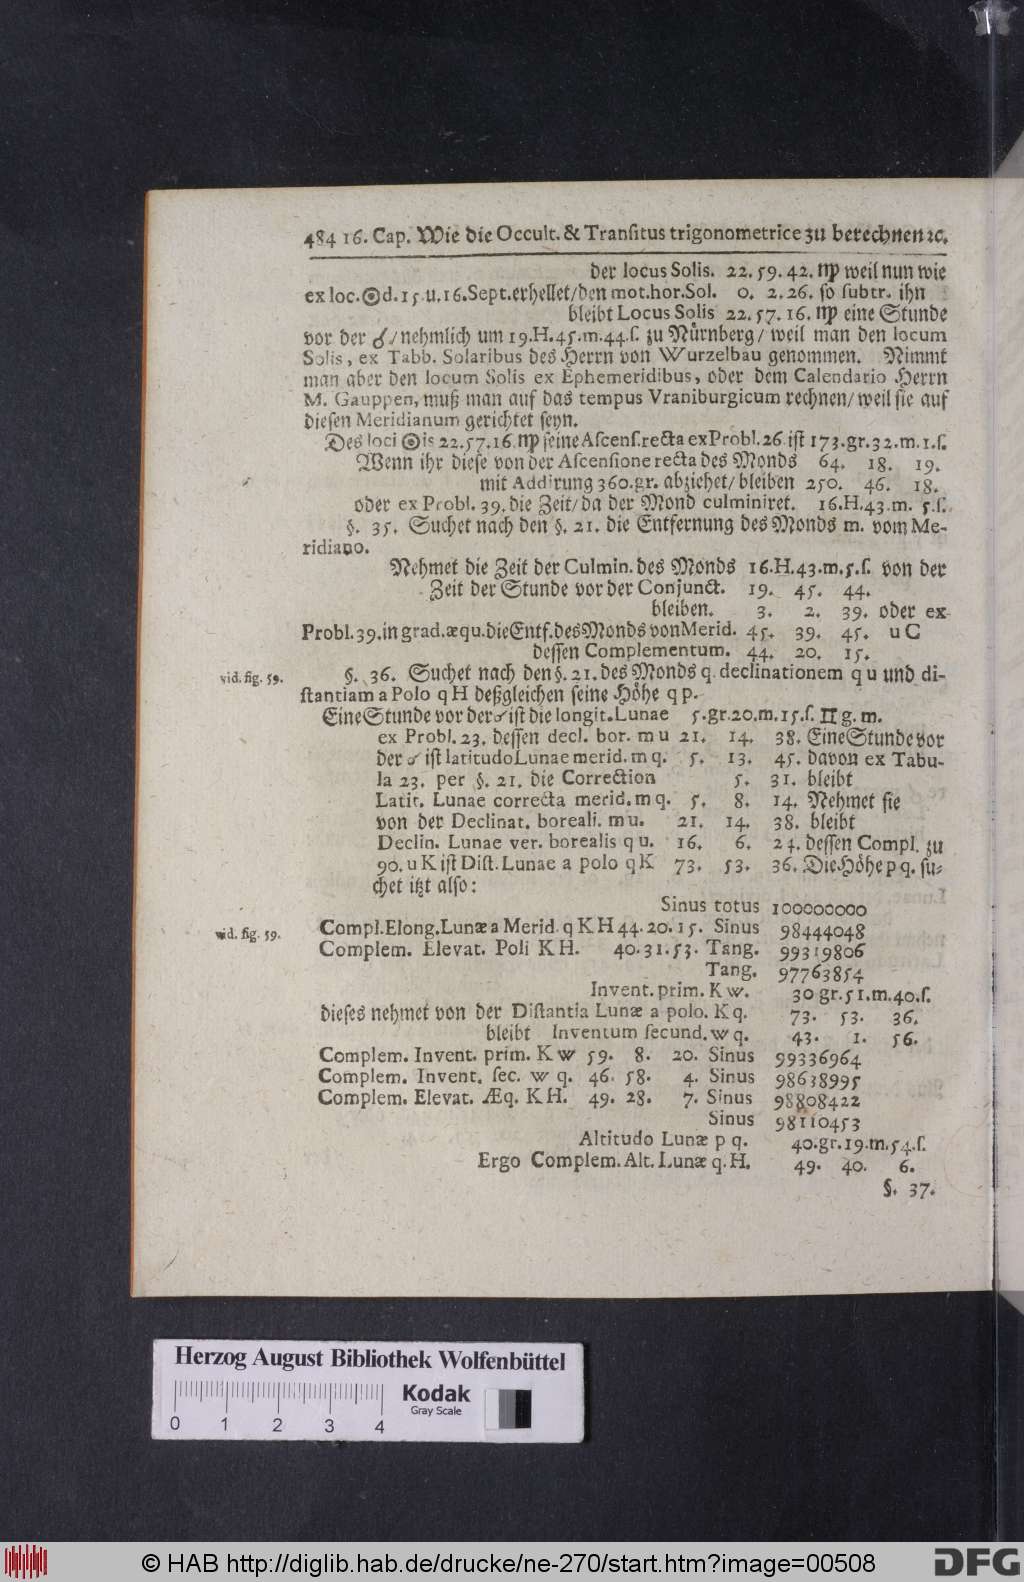 484 16. Cap. Wie die Occult. & Transitus trigonometrice zu berechnen ꝛc.
der locus Solis. 22. 59. 42. ♍ weil nun wie
ex loc. ☉ d. 15. u. 16. Sept. erhellet/ den mot. hor. Sol. 0. 2. 26. so subtr. ihn
bleibt Locus Solis 22. 57. 16. ♍ eine Stunde
vor der ☌/ nehmlich um 19. H. 45. m. 44. s. zu Nürnberg/ weil man den locum
Solis, ex Tabb. Solaribus des Herrn von Wurzelbau genommen. Nimmt
man aber den locum Solis ex Ephemeridibus, oder dem Calendario Herrn
M. Gauppen, muß man auf das tempus Vraniburgicum rechnen/ weil sie auf
diesen Meridianum gerichtet seyn.
Des loci ☉is 22. 57. 16. ♍ seine Ascens. recta ex Probl. 26 ist 173. gr. 32. m. 1. s.
Wenn ihr diese von der Ascensione recta des Monds 64. 18. 19.
mit Addirung 360. gr. abziehet/ bleiben 250. 46. 18.
oder ex Probl. 39. die Zeit/ da der Mond culminiret. 16. H. 43. m. 5. s.
§. 35. Suchet nach den §. 21. die Entfernung des Monds m. vom Me-
ridiano.
Nehmet die Zeit der Culmin. des Monds 16. H. 43. m. 5. s. von der
Zeit der Stunde vor der Conjunct. 19. 45. 44.
bleiben. 3. 2. 39. oder ex
Probl. 39. in grad. æqu. die Entf. des Monds von Merid. 45. 39. 45. u C
dessen Complementum. 44. 20. 15.
vid. fig. 59. §. 36. Suchet nach den §. 21. des Monds q. declinationem q u und di-
stantiam a Polo q H deßgleichen seine Höhe q p.
Eine Stunde vor der ☌ ist die longit. Lunae 5. gr. 20. m. 15. s. ♊ g. m.
ex Probl. 23. dessen decl. bor. m u 21. 14. 38. Eine Stunde vor
der ☌ ist latitudo Lunae merid. m q. 5. 13. 45. davon ex Tabu-
la 23. per §. 21. die Correction 5. 31. bleibt
Latit. Lunae correcta merid. m q. 5. 8. 14. Nehmet sie
von der Declinat. boreali. m u. 21. 14. 38. bleibt
Declin. Lunae ver. borealis q u. 16. 6. 24. dessen Compl. zu
90. u K ist Dist. Lunae a polo q K 73. 53. 36. Die Höhe p q. su-
chet itzt also:
Sinus totus 100000000
vid. fig. 59. Compl. Elong. Lunæ a Merid. q K H 44. 20. 15. Sinus 98444048
Complem. Elevat. Poli K H. 40. 31. 53. Tang. 99319806
Tang. 97763854
Invent. prim. K w. 30 gr. 51. m. 40. s.
dieses nehmet von der Distantia Lunæ a polo. K q. 73. 53. 36.
bleibt Inventum secund. w q. 43. 1. 56.
Complem. Invent. prim. K w 59. 8. 20. Sinus 99336964
Complem. Invent. sec. w q. 46. 58. 4. Sinus 98638995
Complem. Elevat. Æq. K H. 49. 28. 7. Sinus 98808422
Sinus 98110453
Altitudo Lunæ p q. 40. gr. 19. m. 54. s.
Ergo Complem. Alt. Lunæ q. H. 49. 40. 6.
§. 37.
Herzog August Bibliothek Wolfenbüttel
Kodak
Gray Scale
0 1 2 3 4
© HAB http://diglib.hab.de/drucke/ne-270/start.htm?image=00508
DFG